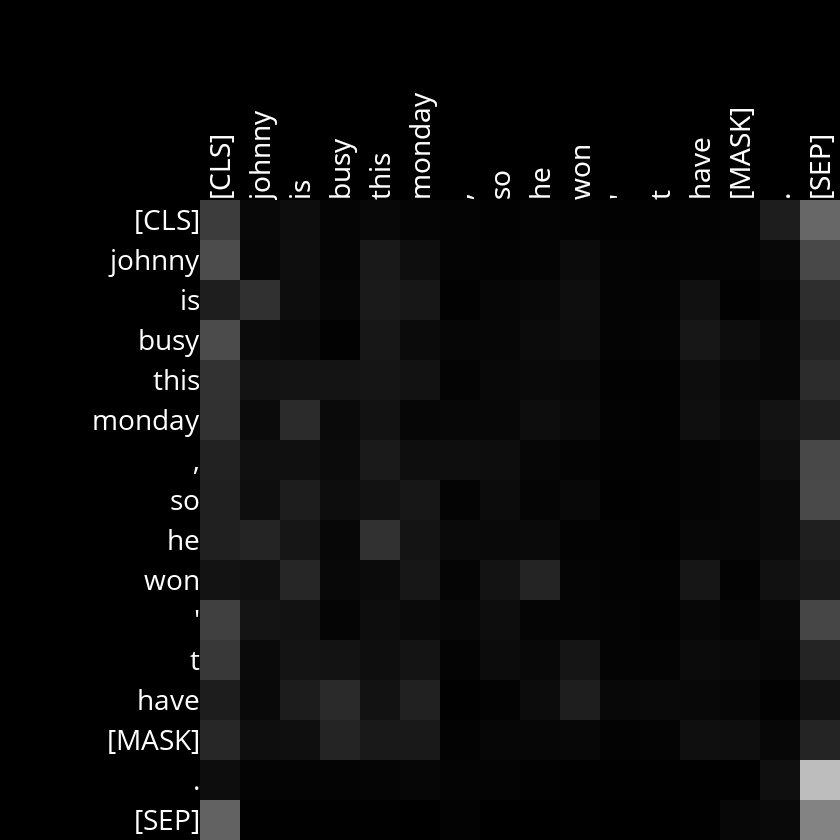 [CLS] johnny is busy this monday , so he won ' t have [MASK] . [SEP]
[CLS]
johnny
is
busy
this
monday
,
so
he
won
'
t
have
[MASK]
.
[SEP]